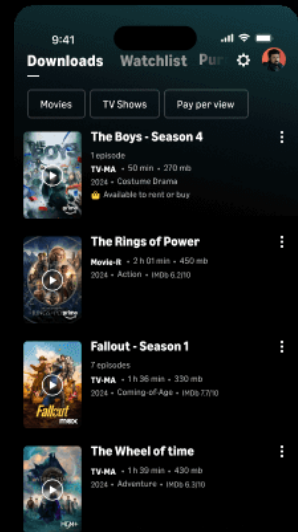 9:41
Downloads Watchlist Pur
Movies TV Shows Pay per view
The Boys - Season 4
1 episode
TV-MA • 50 min • 270 mb
2024 • Costume Drama
Available to rent or buy
The Rings of Power
Movie-R • 2 h 01 min • 450 mb
2024 • Action • IMDb 6.2/10
prime
Fallout - Season 1
7 episodes
TV-MA • 1 h 36 min • 330 mb
2024 • Coming-of-Age • IMDb 7.7/10
Fallout
max
The Wheel of time
TV-MA • 1 h 39 min • 430 mb
2024 • Adventure • IMDb 6.3/10